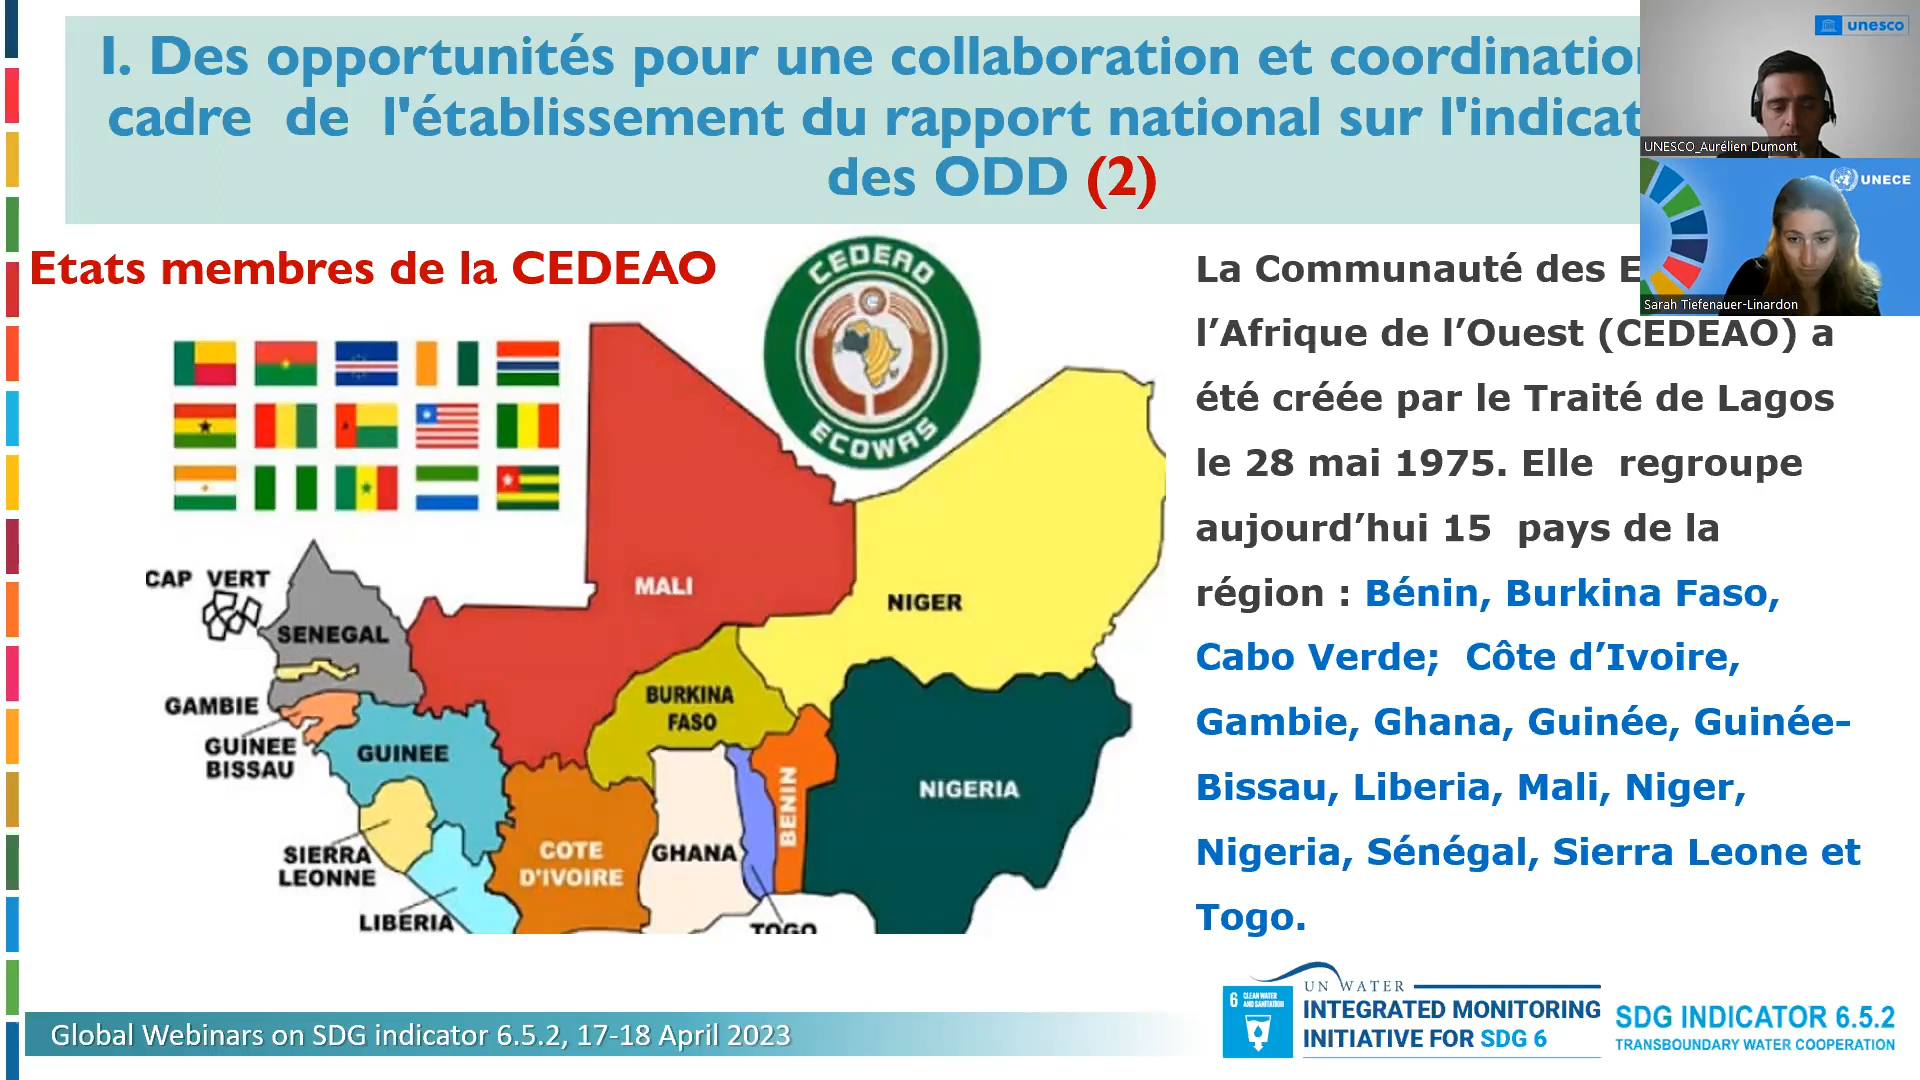 I. Des opportunités pour une collaboration et
cadre de l'établissement du rapport national sur
des ODD (2)
unesco
UNESCO_Aurélien Dumont
UNECE
Sarah Tiefenauer-Linardon
Etats membres de la CEDEAO
CEDEAO
ECOWAS
CAP VERT
SENEGAL
GAMBIE
GUINEE
BISSAU
GUINEE
SIERRA
LEONNE
LIBERIA
MALI
BURKINA
FASO
COTE
D'IVOIRE
GHANA
TOGO
BENIN
NIGER
NIGERIA
La Communauté des
l’Afrique de l’Ouest (CEDEAO) a
été créée par le Traité de Lagos
le 28 mai 1975. Elle regroupe
aujourd’hui 15 pays de la
région : Bénin, Burkina Faso,
Cabo Verde; Côte d’Ivoire,
Gambie, Ghana, Guinée, Guinée-
Bissau, Liberia, Mali, Niger,
Nigeria, Sénégal, Sierra Leone et
Togo.
Global Webinars on SDG indicator 6.5.2, 17-18 April 2023
6 CLEAN WATER
AND SANITATION
UN WATER
INTEGRATED MONITORING
INITIATIVE FOR SDG 6
SDG INDICATOR 6.5.2
TRANSBOUNDARY WATER COOPERATION